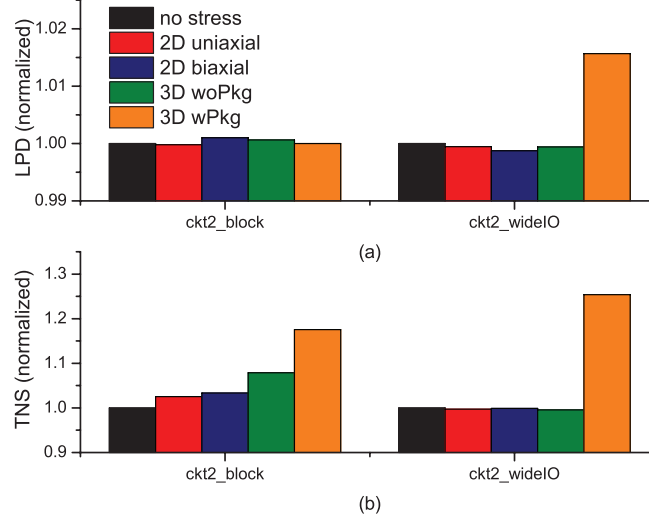 LPD (normalized)
1.02
1.01
1.00
0.99
no stress
2D uniaxial
2D biaxial
3D woPkg
3D wPkg
ckt2_block
ckt2_wideIO
(a)
TNS (normalized)
1.3
1.2
1.1
1.0
0.9
ckt2_block
ckt2_wideIO
(b)